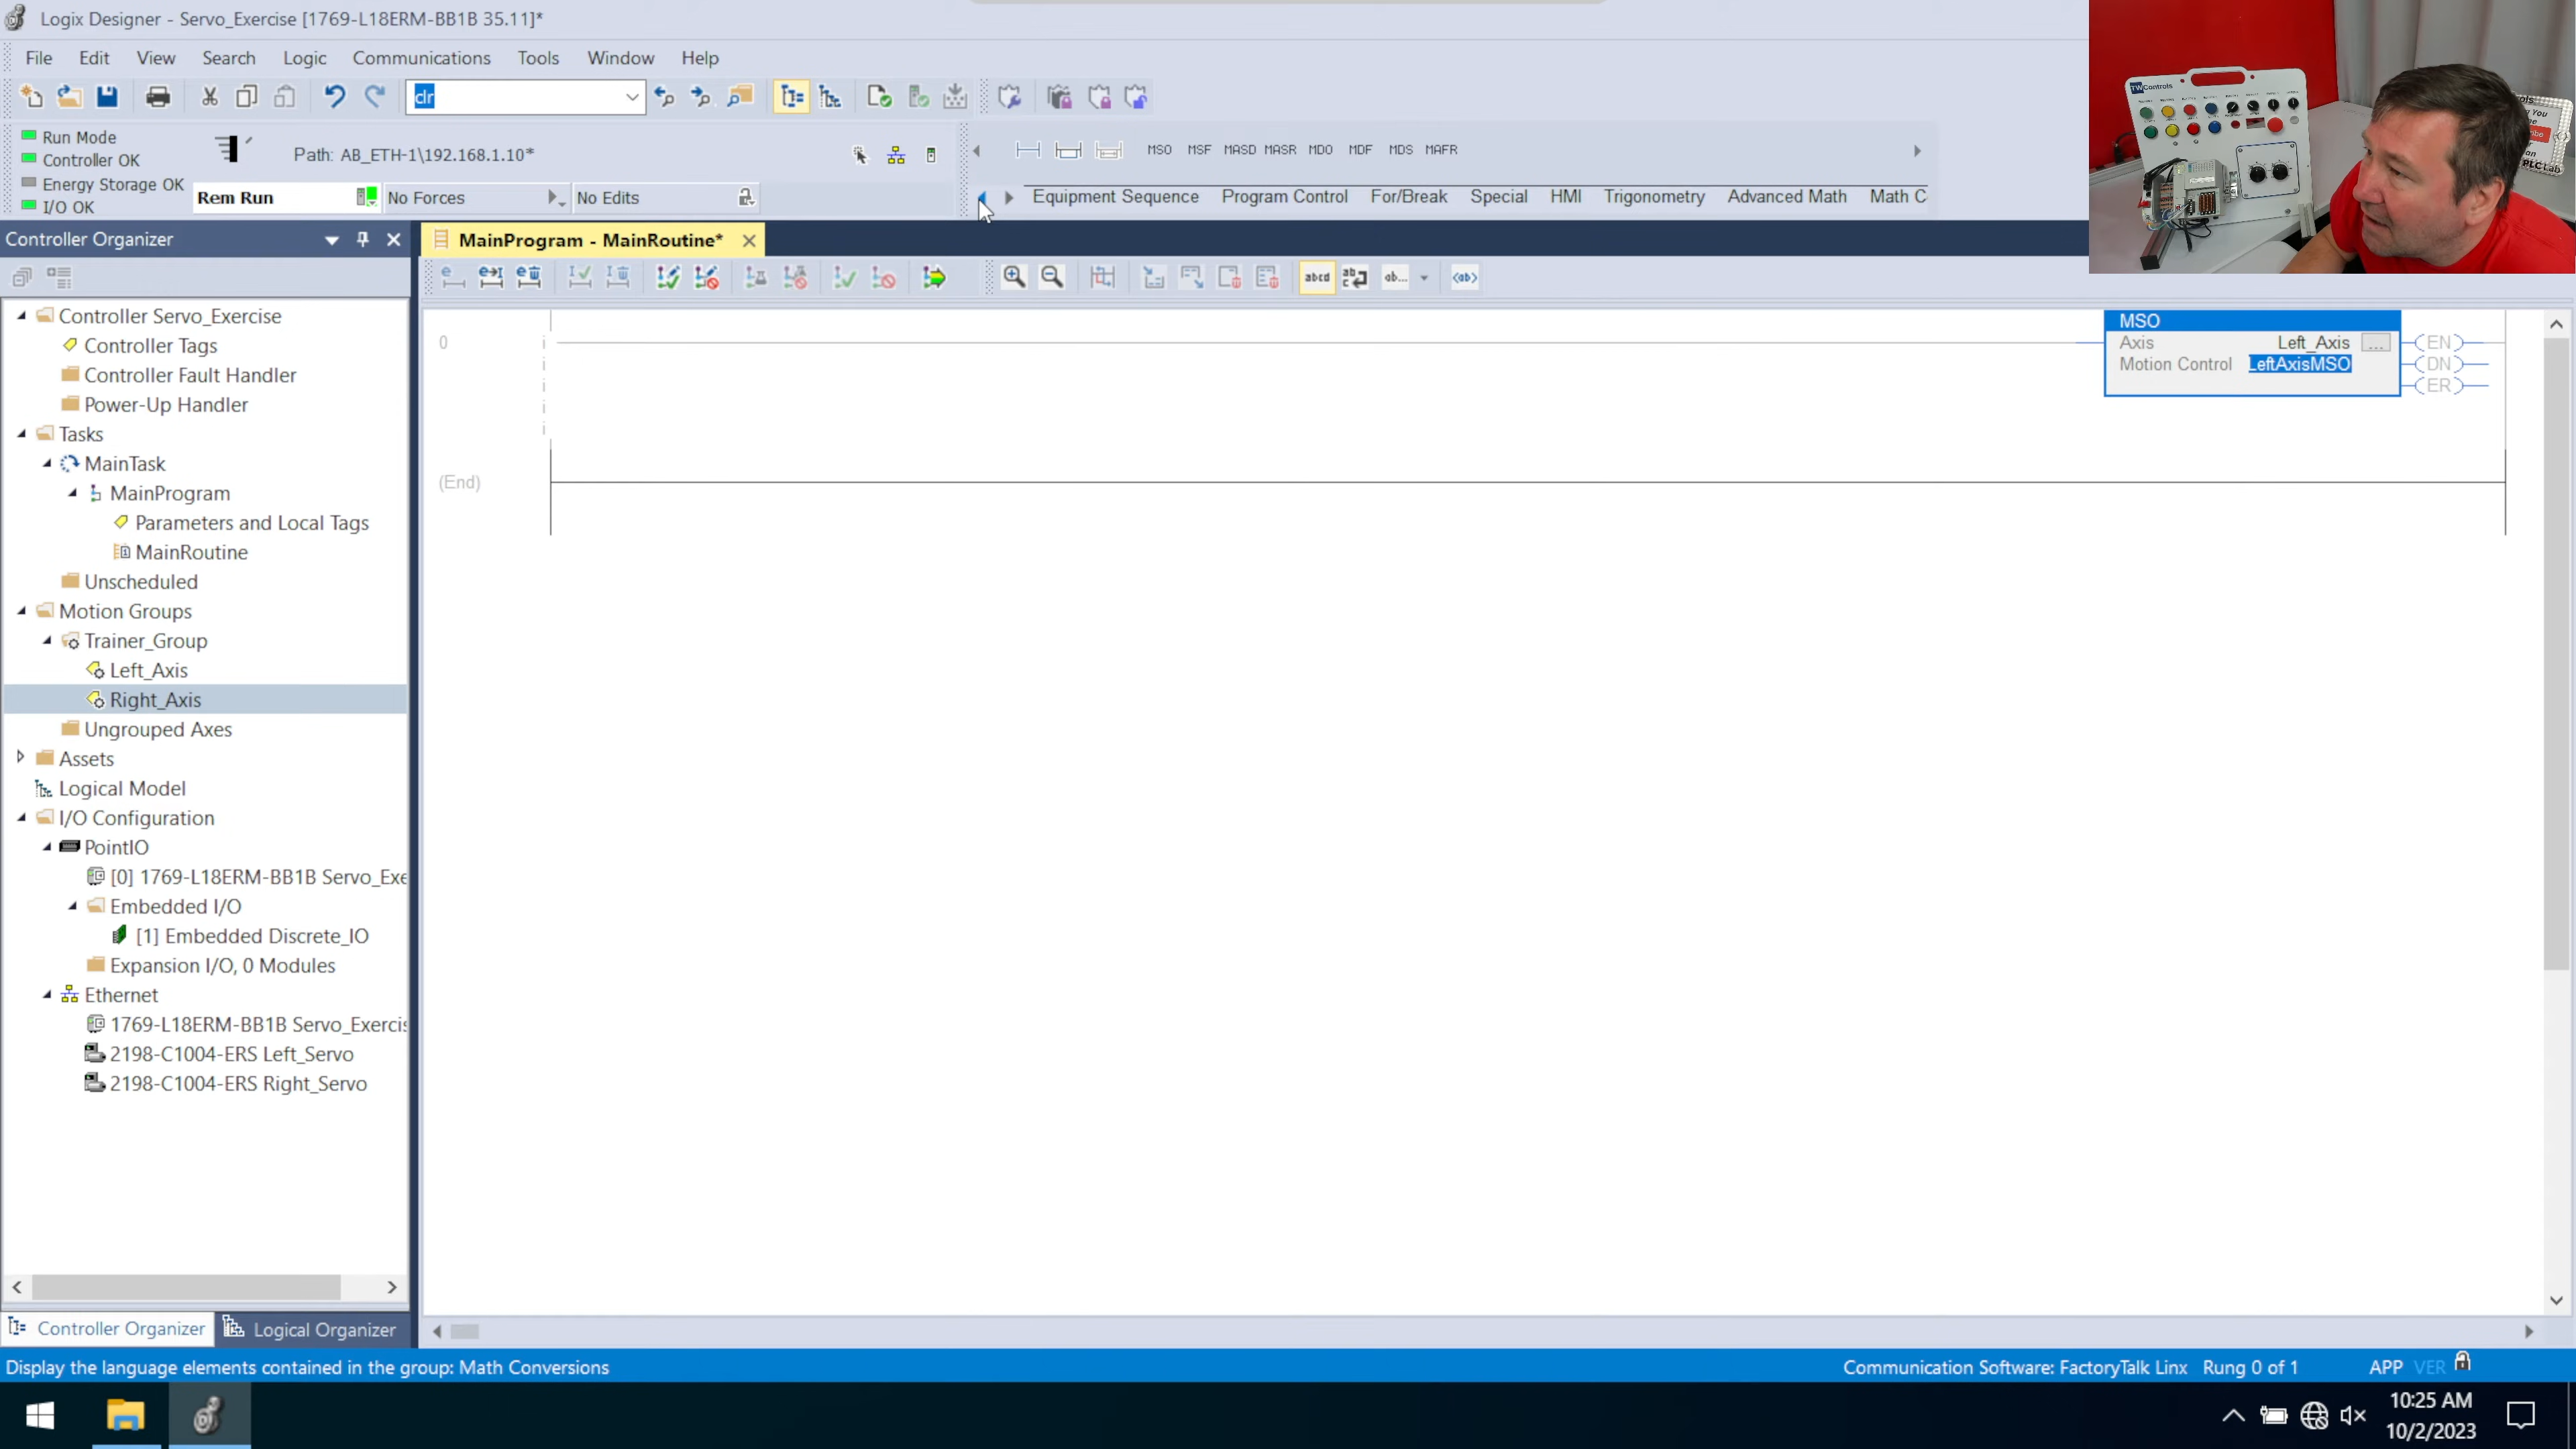 Logix Designer - Servo_Exercise [1769-L18ERM-BB1B 35.11]*
File Edit View Search Logic Communications Tools Window Help
clr
Run Mode
Controller OK
Energy Storage OK
I/O OK
Path: AB_ETH-1\192.168.1.10*
Rem Run
No Forces
No Edits
MSO MSF MASD MASR MDO MDF MDS MAFR
Equipment Sequence Program Control For/Break Special HMI Trigonometry Advanced Math Math C
TWControls
PLC Lab
Controller Organizer
MainProgram - MainRoutine*
abcd
ab...
<ab>
Controller Servo_Exercise
Controller Tags
Controller Fault Handler
Power-Up Handler
Tasks
MainTask
MainProgram
Parameters and Local Tags
MainRoutine
Unscheduled
Motion Groups
Trainer_Group
Left_Axis
Right_Axis
Ungrouped Axes
Assets
Logical Model
I/O Configuration
PointIO
[0] 1769-L18ERM-BB1B Servo_Exe
Embedded I/O
[1] Embedded Discrete_IO
Expansion I/O, 0 Modules
Ethernet
1769-L18ERM-BB1B Servo_Exercis
2198-C1004-ERS Left_Servo
2198-C1004-ERS Right_Servo
Controller Organizer
Logical Organizer
0
(End)
MSO
Axis Left_Axis ...
Motion Control LeftAxisMSO
EN
DN
ER
Display the language elements contained in the group: Math Conversions
Communication Software: FactoryTalk Linx Rung 0 of 1 APP VER
10:25 AM
10/2/2023